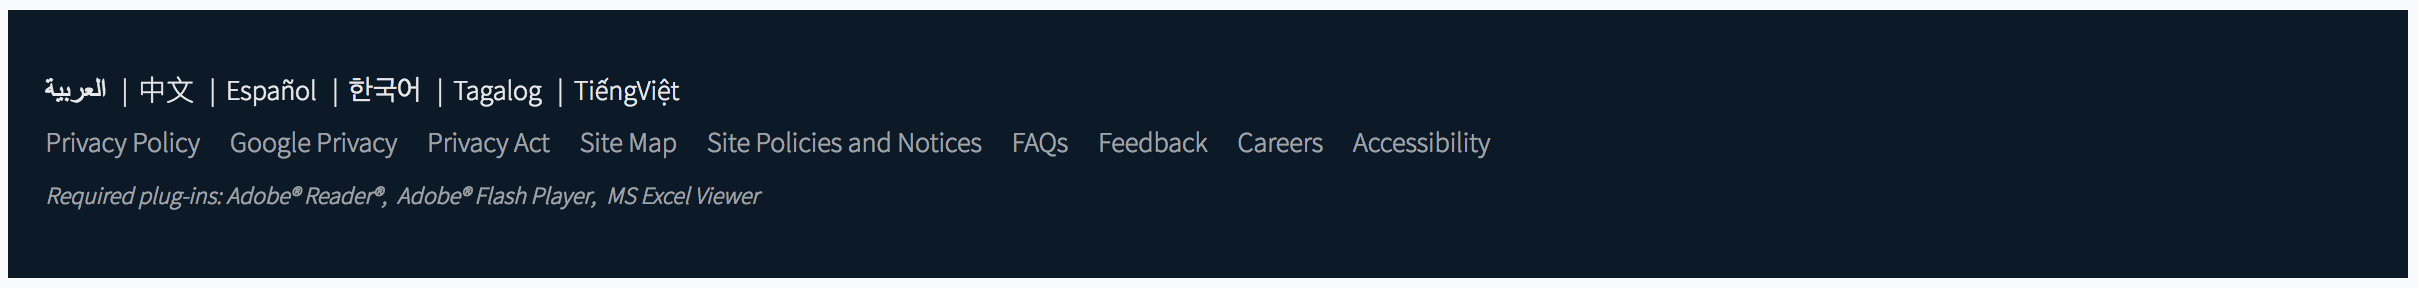 العربية | 中文 | Español | 한국어 | Tagalog | TiếngViệt
Privacy Policy Google Privacy Privacy Act Site Map Site Policies and Notices FAQs Feedback Careers Accessibility
Required plug-ins: Adobe® Reader®, Adobe® Flash Player, MS Excel Viewer